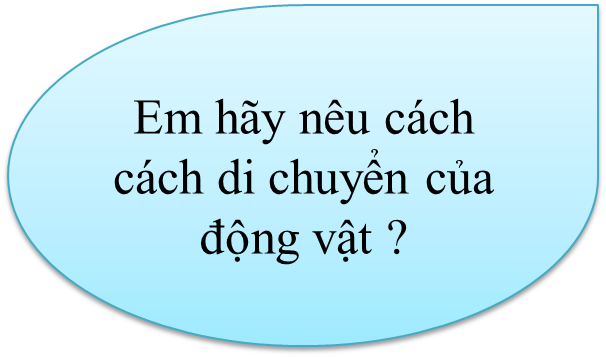 Em hãy nêu cách
cách di chuyển của
động vật ?